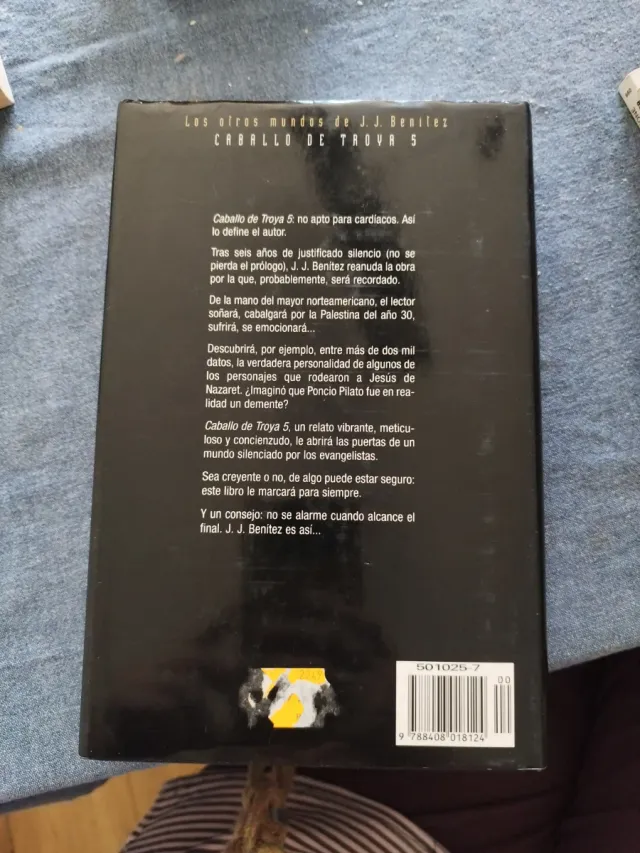 Los otros mundos de J. J. Benítez
CABALLO DE TROYA 5
Caballo de Troya 5: no apto para cardíacos. Así
lo define el autor.
Tras seis años de justificado silencio (no se
pierda el prólogo), J. J. Benítez reanuda la obra
por la que, probablemente, será recordado.
De la mano del mayor norteamericano, el lector
soñará, cabalgará por la Palestina del año 30,
sufrirá, se emocionará...
Descubrirá, por ejemplo, entre más de dos mil
datos, la verdadera personalidad de algunos de
los personajes que rodearon a Jesús de
Nazaret. ¿Imaginó que Poncio Pilato fue en rea-
lidad un demente?
Caballo de Troya 5, un relato vibrante, meticu-
loso y concienzudo, le abrirá las puertas de un
mundo silenciado por los evangelistas.
Sea creyente o no, de algo puede estar seguro:
este libro le marcará para siempre.
Y un consejo: no se alarme cuando alcance el
final. J. J. Benítez es así...
501025-7
00
9 788408 018124